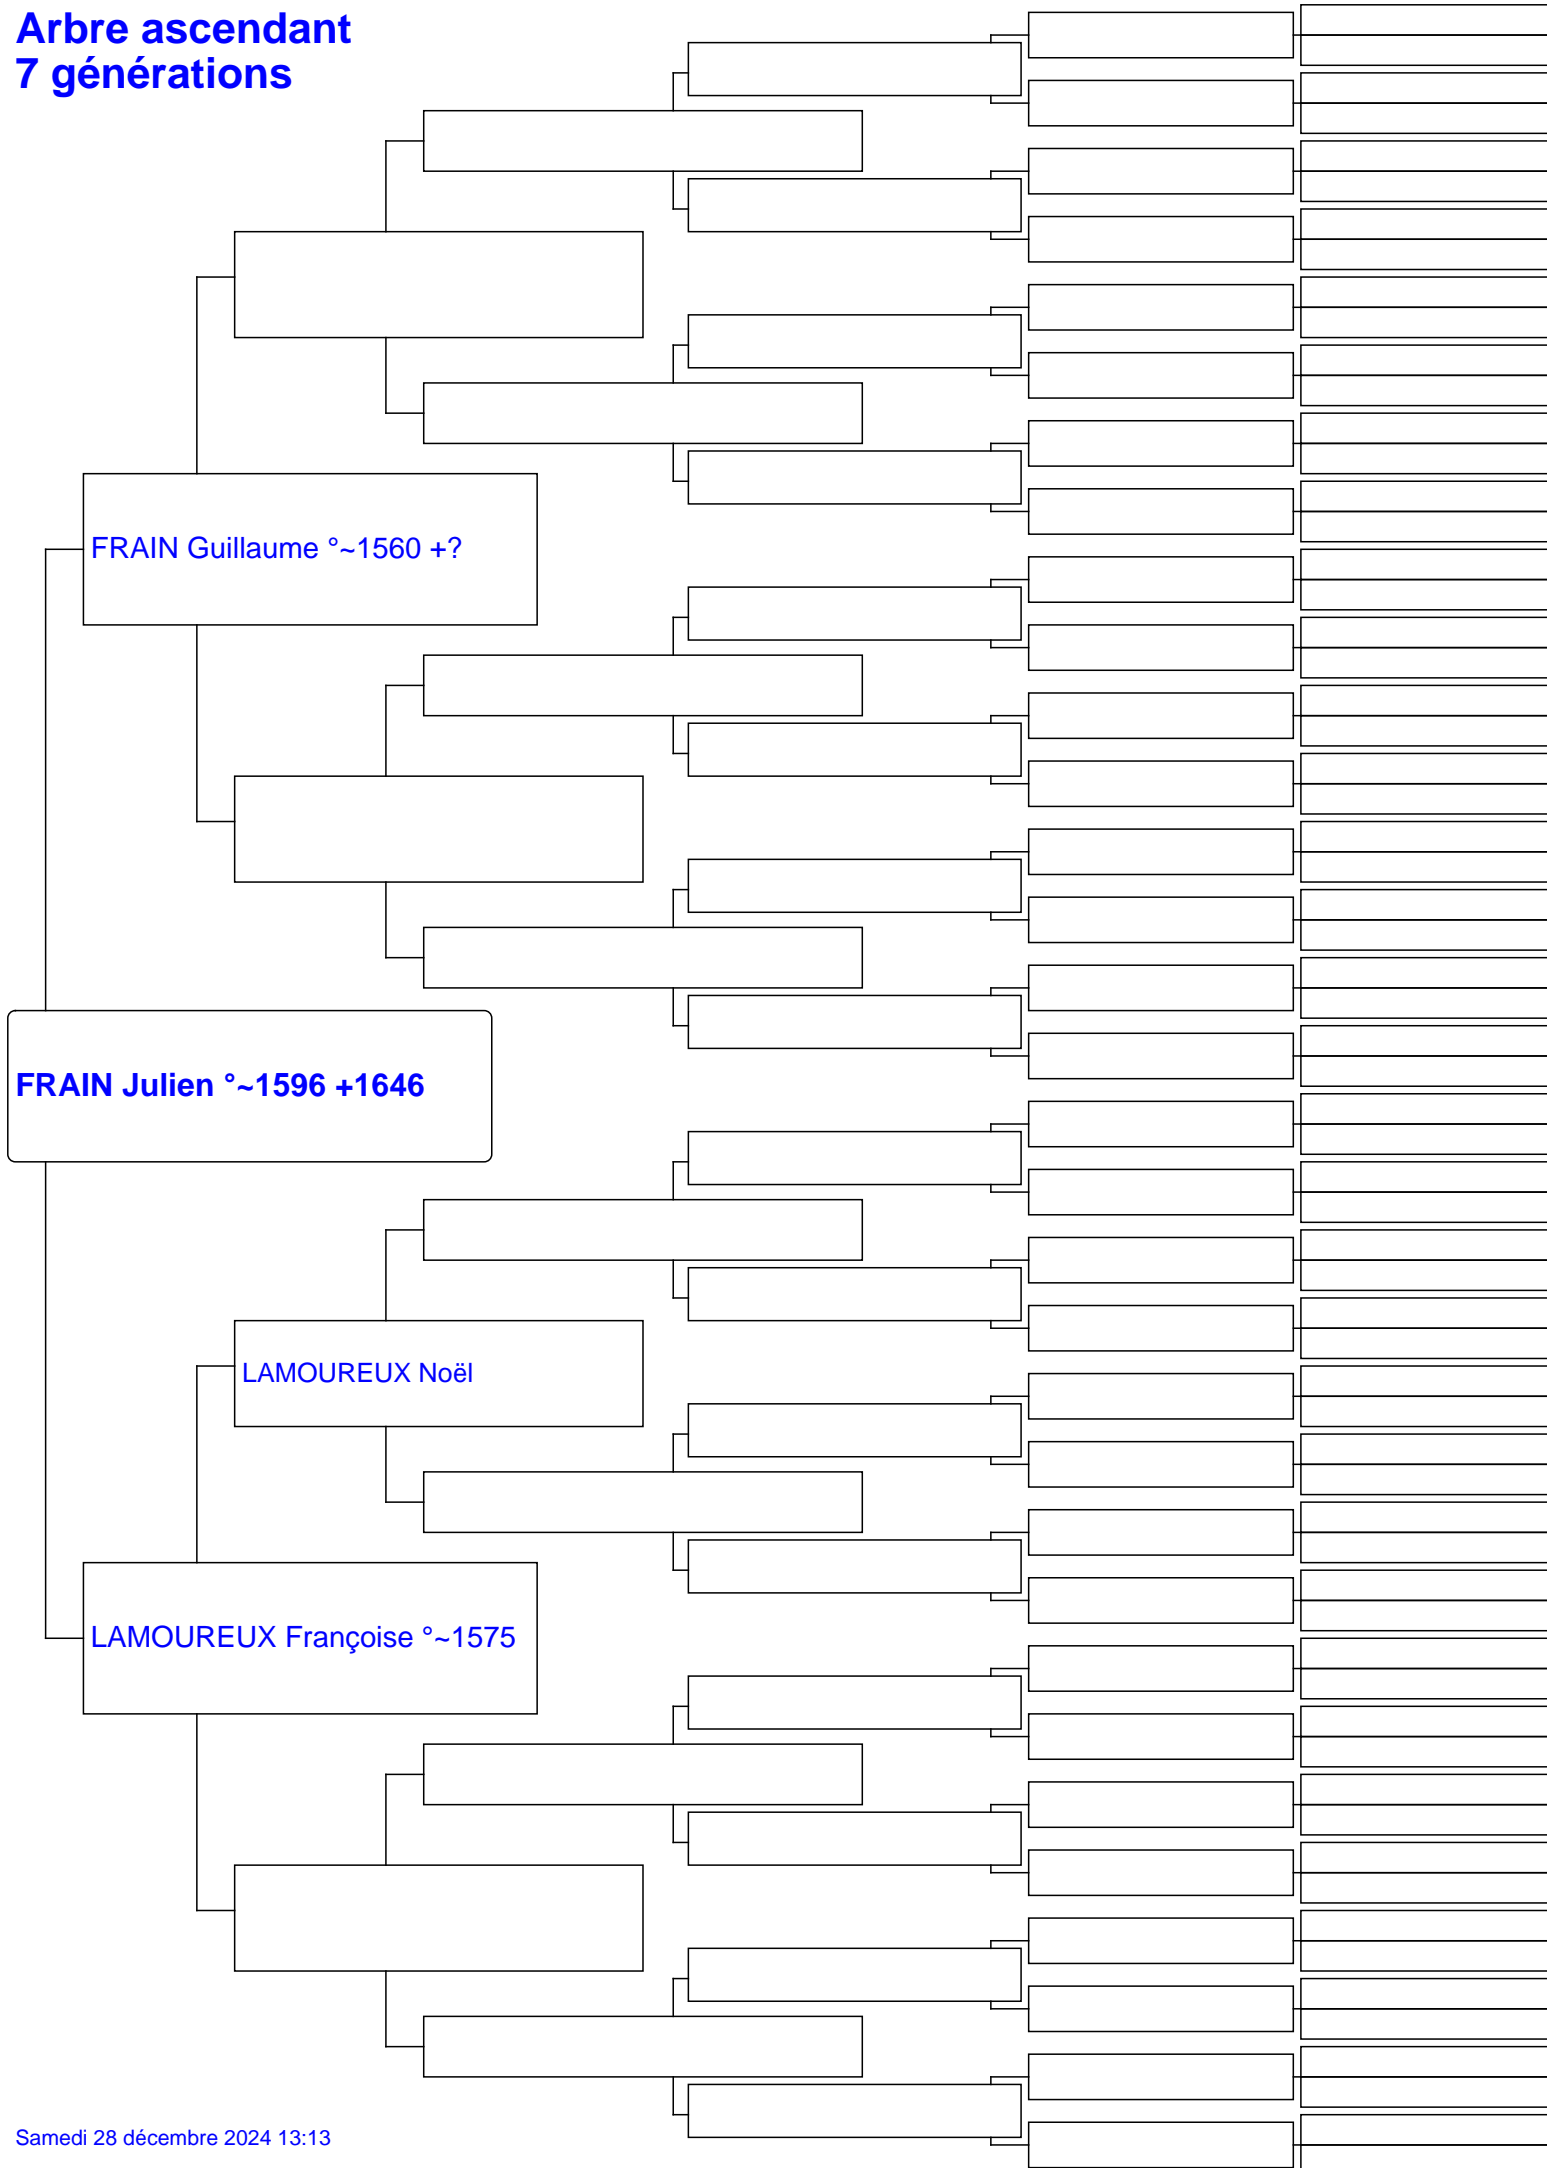 Arbre ascendant
7 générations
FRAIN Guillaume °~1560 +?
FRAIN Julien °~1596 +1646
LAMOUREUX Noël
LAMOUREUX Françoise °~1575
Samedi 28 décembre 2024 13:13